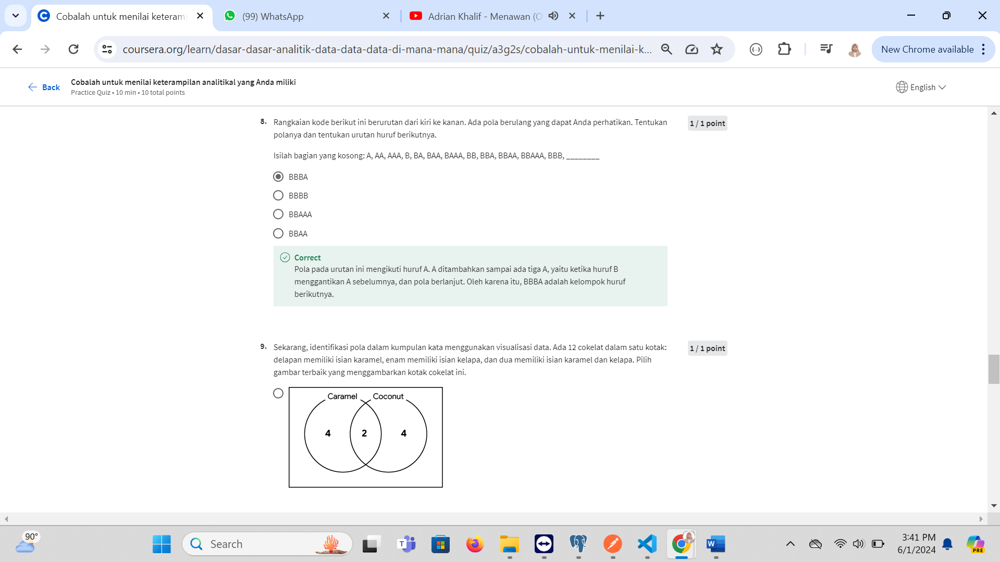 Cobalah untuk menilai keteram
(99) WhatsApp
Adrian Khalif - Menawan (O
coursera.org/learn/dasar-dasar-analitik-data-data-data-di-mana-mana/quiz/a3g2s/cobalah-untuk-menilai-k...
New Chrome available
Back
Cobalah untuk menilai keterampilan analitikal yang Anda miliki
Practice Quiz • 10 min • 10 total points
English
8. Rangkaian kode berikut ini berurutan dari kiri ke kanan. Ada pola berulang yang dapat Anda perhatikan. Tentukan
polanya dan tentukan urutan huruf berikutnya.
1 / 1 point
Isilah bagian yang kosong: A, AA, AAA, B, BA, BAA, BAAA, BB, BBA, BBAA, BBAAA, BBB, ________
BBBA
BBBB
BBAAA
BBAA
Correct
Pola pada urutan ini mengikuti huruf A. A ditambahkan sampai ada tiga A, yaitu ketika huruf B
menggantikan A sebelumnya, dan pola berlanjut. Oleh karena itu, BBBA adalah kelompok huruf
berikutnya.
9. Sekarang, identifikasi pola dalam kumpulan kata menggunakan visualisasi data. Ada 12 cokelat dalam satu kotak:
delapan memiliki isian karamel, enam memiliki isian kelapa, dan dua memiliki isian karamel dan kelapa. Pilih
gambar terbaik yang menggambarkan kotak cokelat ini.
1 / 1 point
Caramel Coconut
4 2 4
90°
Search
PRE
3:41 PM
6/1/2024